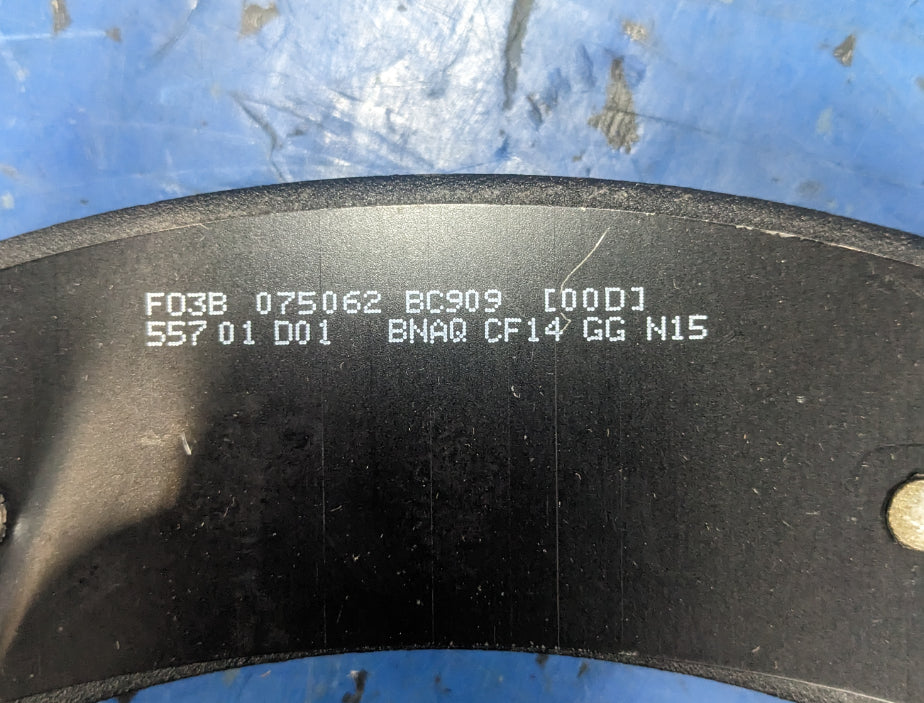 F03B 075062 BC909 [00D]
557 01 D01 BNAQ CF14 GG N15